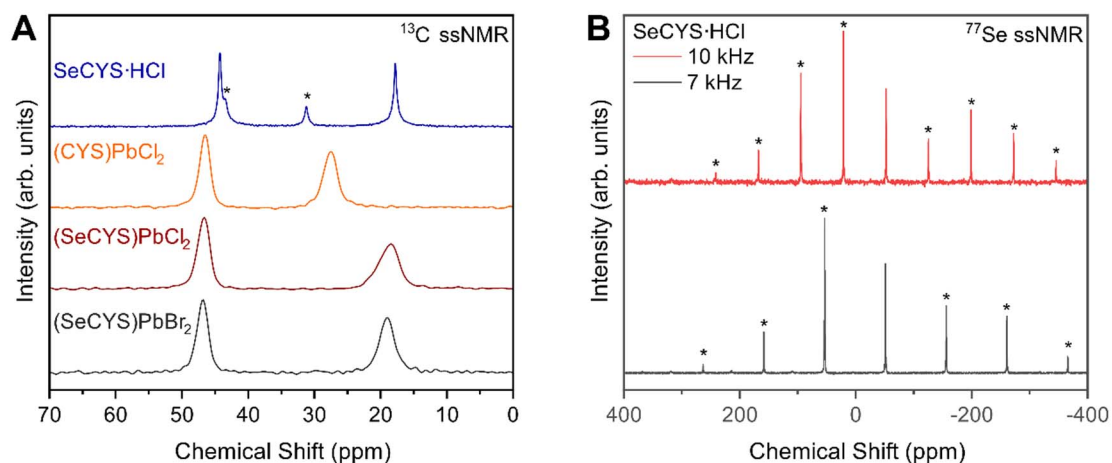 A
¹³C ssNMR
SeCYS·HCl
*
*
(CYS)PbCl₂
(SeCYS)PbCl₂
(SeCYS)PbBr₂
Intensity (arb. units)
70 60 50 40 30 20 10 0
Chemical Shift (ppm)
B
SeCYS·HCl
⁷⁷Se ssNMR
10 kHz
7 kHz
* * * * * * * *
* * * * * *
Intensity (arb. units)
400 200 0 -200 -400
Chemical Shift (ppm)